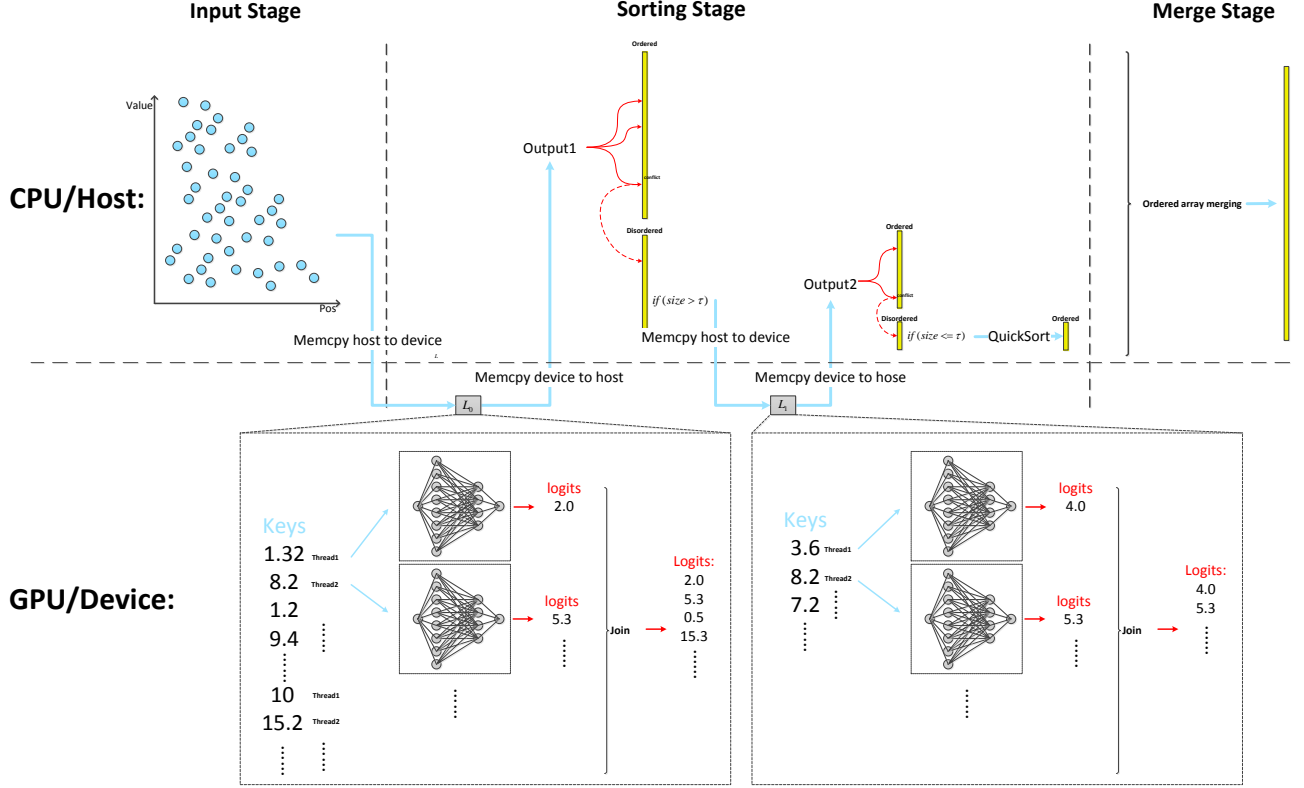 Input Stage
Sorting Stage
Merge Stage
CPU/Host:
Value
Pos
Memcpy host to device
L
Output1
Ordered
conflict
Disordered
if (size > τ)
Memcpy host to device
Output2
Ordered
conflict
Disordered
if (size <= τ)
QuickSort
Ordered
Ordered array merging
Memcpy device to host
Memcpy device to hose
L0
L1
GPU/Device:
Keys
1.32 Thread1
8.2 Thread2
1.2
9.4
10 Thread1
15.2 Thread2
logits
2.0
logits
5.3
Join
Logits:
2.0
5.3
0.5
15.3
Keys
3.6 Thread1
8.2 Thread2
7.2
logits
4.0
logits
5.3
Join
Logits:
4.0
5.3